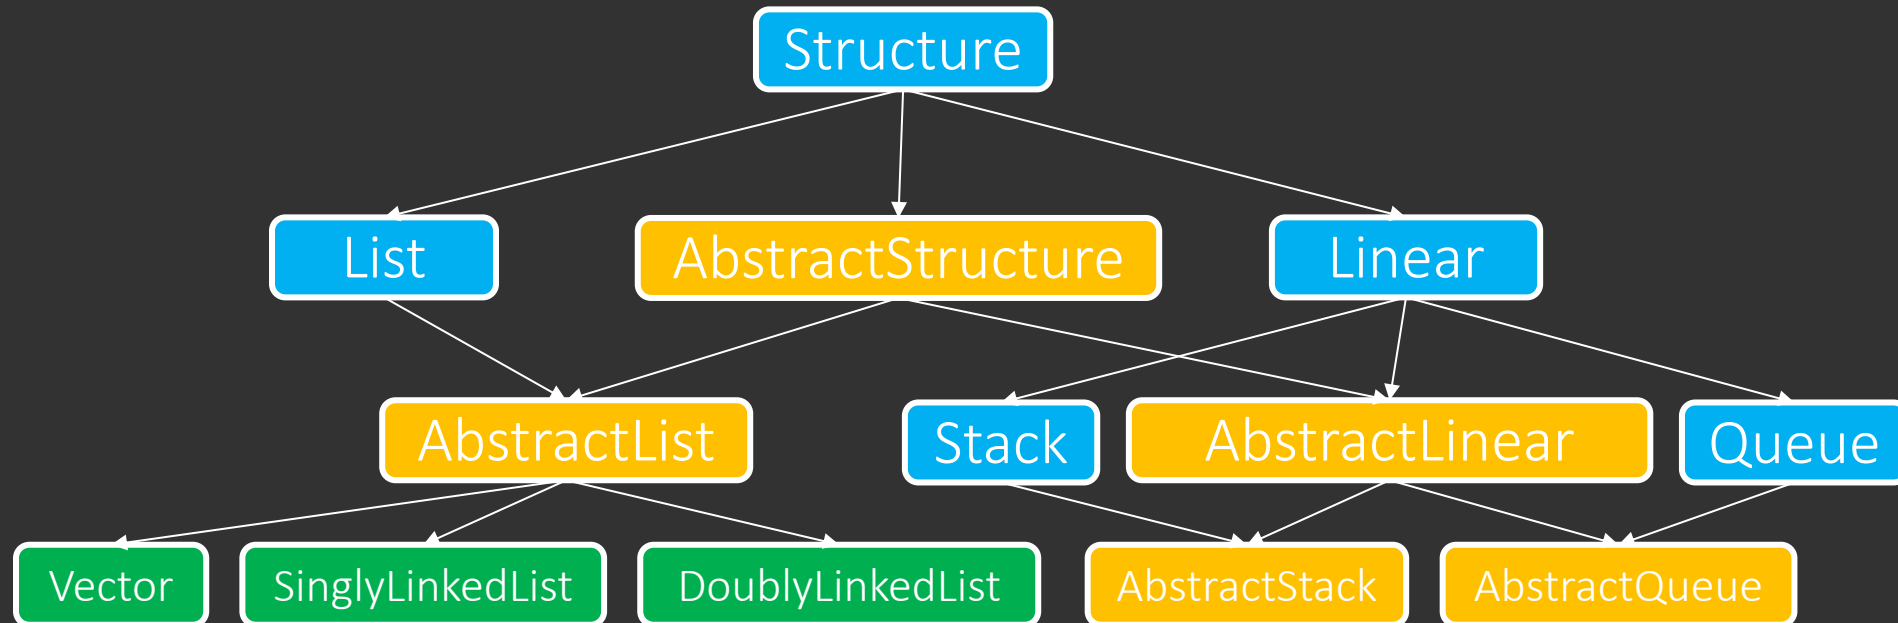 Structure
List
AbstractStructure
Linear
AbstractList
Stack
AbstractLinear
Queue
Vector
SinglyLinkedList
DoublyLinkedList
AbstractStack
AbstractQueue